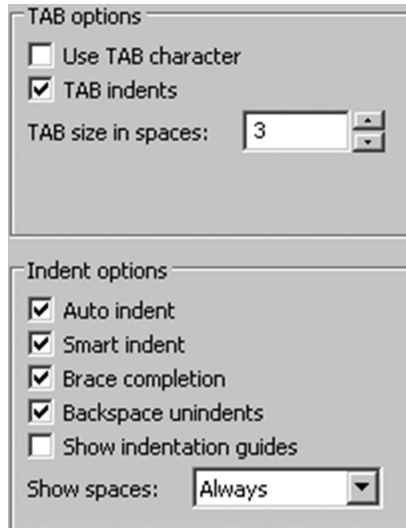 TAB options
Use TAB character
TAB indents
TAB size in spaces: 3
Indent options
Auto indent
Smart indent
Brace completion
Backspace unindents
Show indentation guides
Show spaces: Always